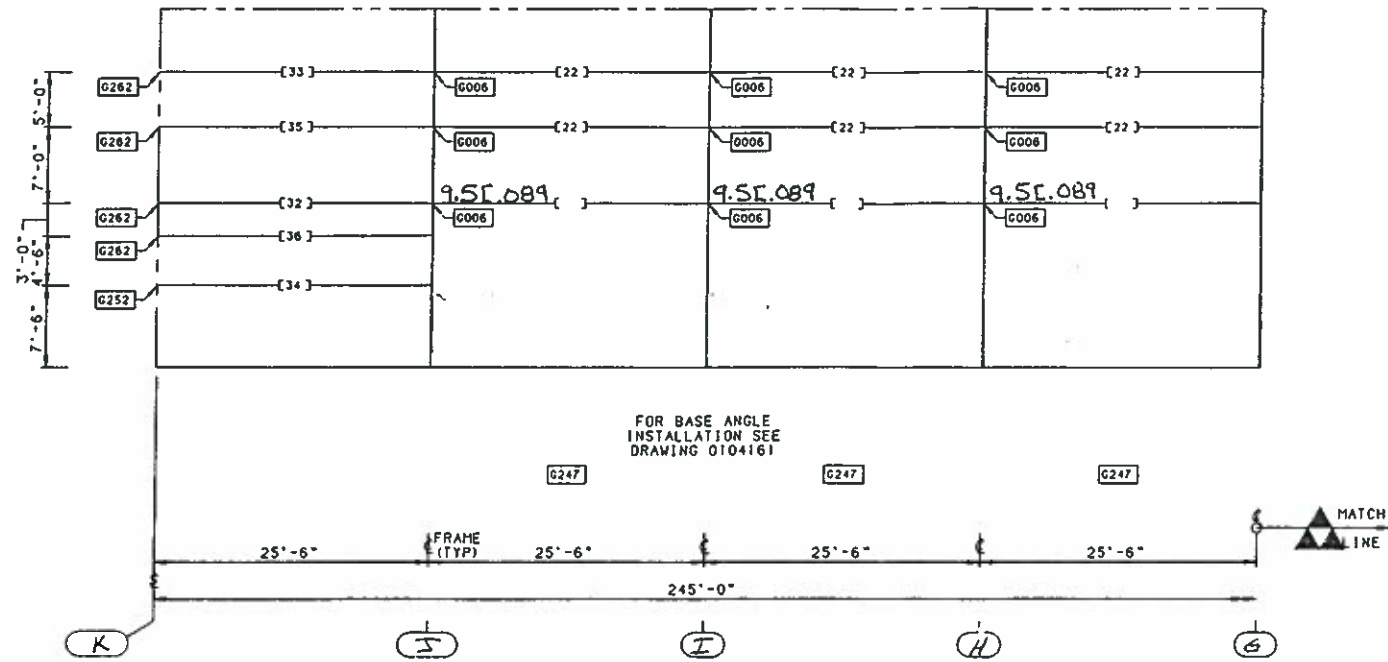 [33] [22] [22] [22]
G262 G006 G006 G006
5'-0"
[35] [22] [22] [22]
G262 G006 0006 G006
7'-0"
9.5[.089 9.5[.089 9.5[.089
[32] [ ] [ ] [ ]
G262 G006 G006 G006
[36]
G262
3'-0"
4'-6"
[34]
G252
7'-6"
FOR BASE ANGLE
INSTALLATION SEE
DRAWING 0104161
G247 G247 G247
MATCH
LINE
FRAME
(TYP)
25'-6" 25'-6" 25'-6" 25'-6"
245'-0"
K J I H G